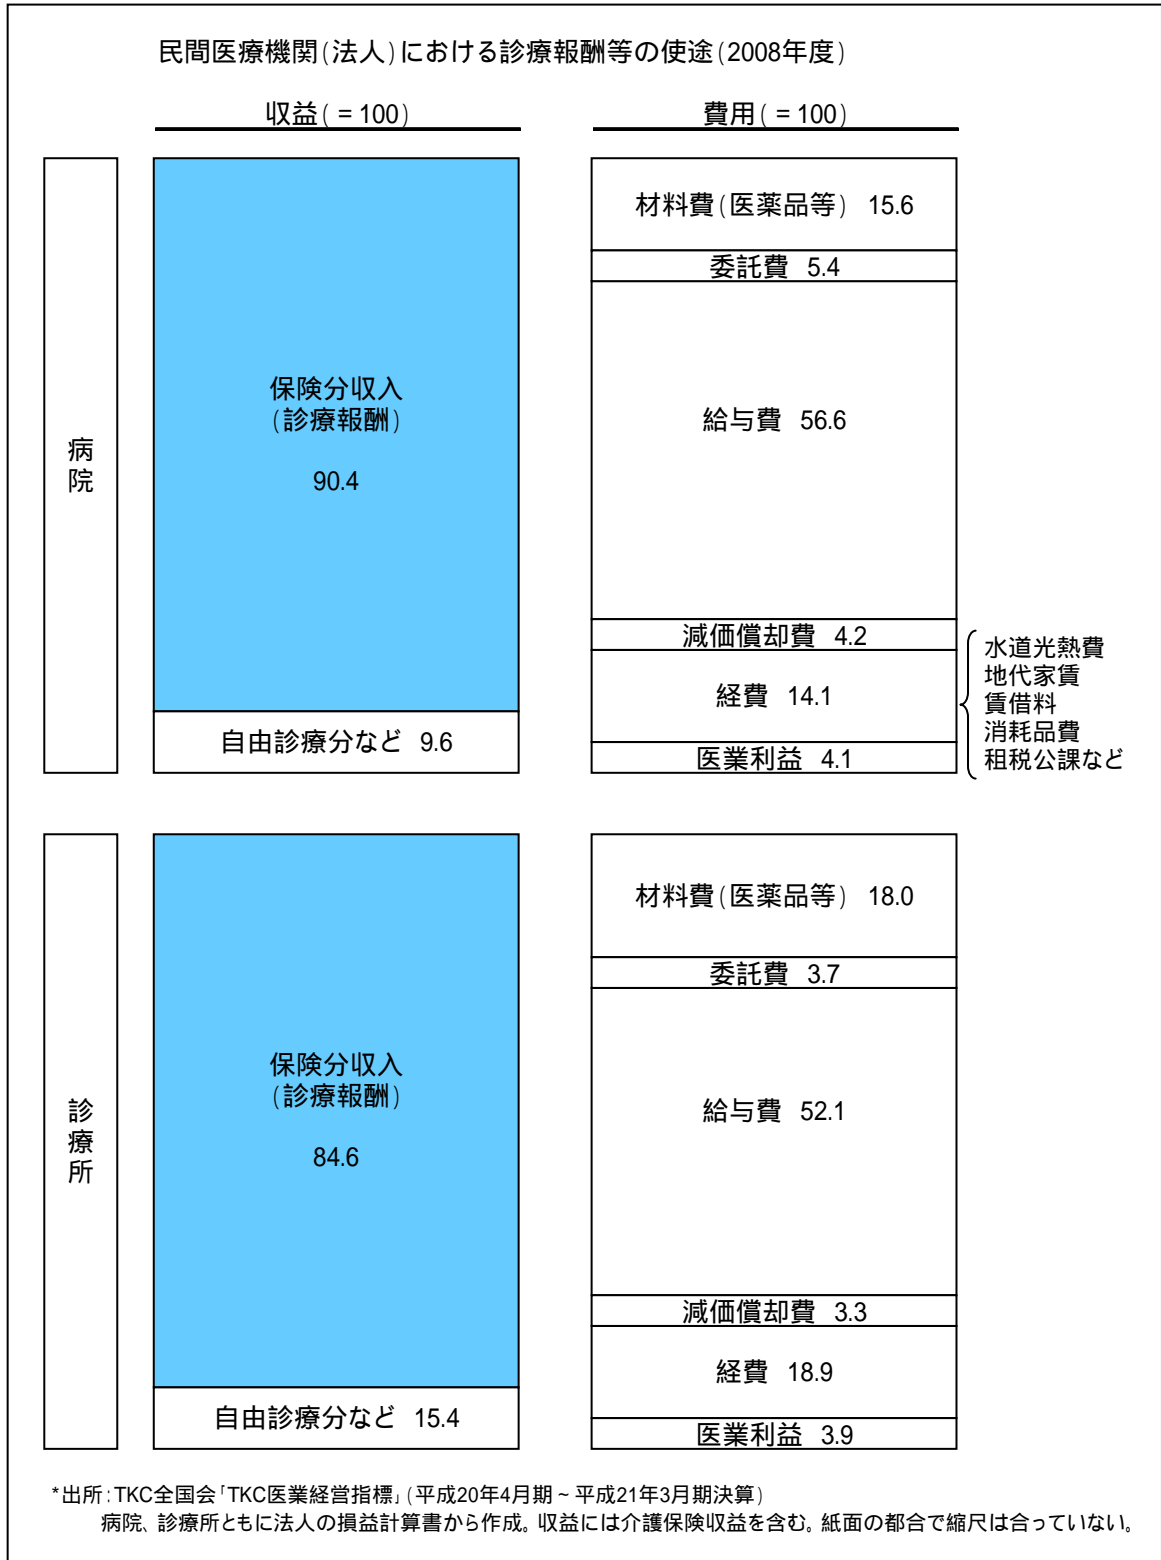 民間医療機関(法人)における診療報酬等の使途(2008年度)
収益(=100)
費用(=100)
病院
保険分収入
(診療報酬)
90.4
自由診療分など 9.6
材料費(医薬品等) 15.6
委託費 5.4
給与費 56.6
減価償却費 4.2
経費 14.1
医業利益 4.1
水道光熱費
地代家賃
賃借料
消耗品費
租税公課など
診療所
保険分収入
(診療報酬)
84.6
自由診療分など 15.4
材料費(医薬品等) 18.0
委託費 3.7
給与費 52.1
減価償却費 3.3
経費 18.9
医業利益 3.9
*出所:TKC全国会「TKC医業経営指標」(平成20年4月期~平成21年3月期決算)
病院、診療所ともに法人の損益計算書から作成。収益には介護保険収益を含む。紙面の都合で縮尺は合っていない。